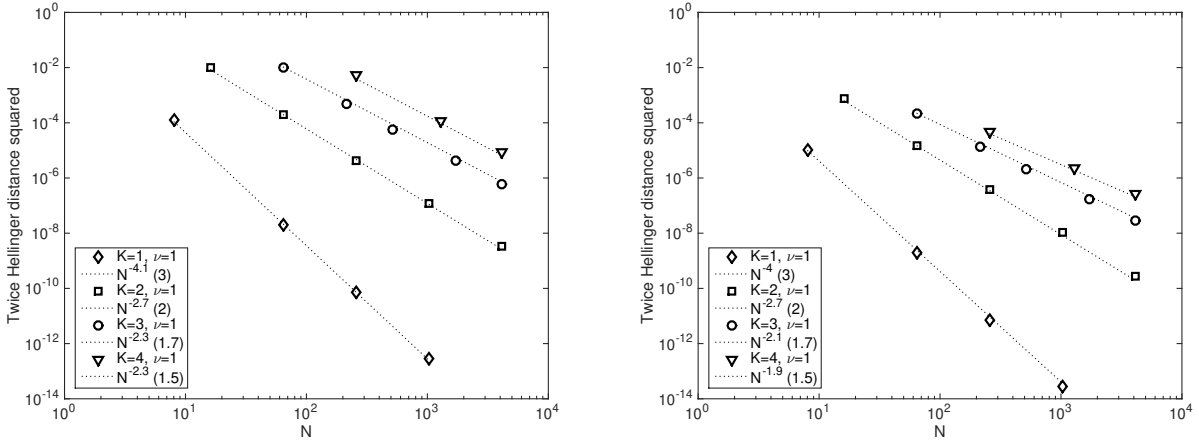 10^0
10^-2
10^-4
10^-6
10^-8
10^-10
10^-12
10^-14
Twice Hellinger distance squared
K=1, ν=1
N^-4.1 (3)
K=2, ν=1
N^-2.7 (2)
K=3, ν=1
N^-2.3 (1.7)
K=4, ν=1
N^-2.3 (1.5)
10^0 10^1 10^2 10^3 10^4
N
10^0
10^-2
10^-4
10^-6
10^-8
10^-10
10^-12
10^-14
Twice Hellinger distance squared
K=1, ν=1
N^-4 (3)
K=2, ν=1
N^-2.7 (2)
K=3, ν=1
N^-2.1 (1.7)
K=4, ν=1
N^-1.9 (1.5)
10^0 10^1 10^2 10^3 10^4
N